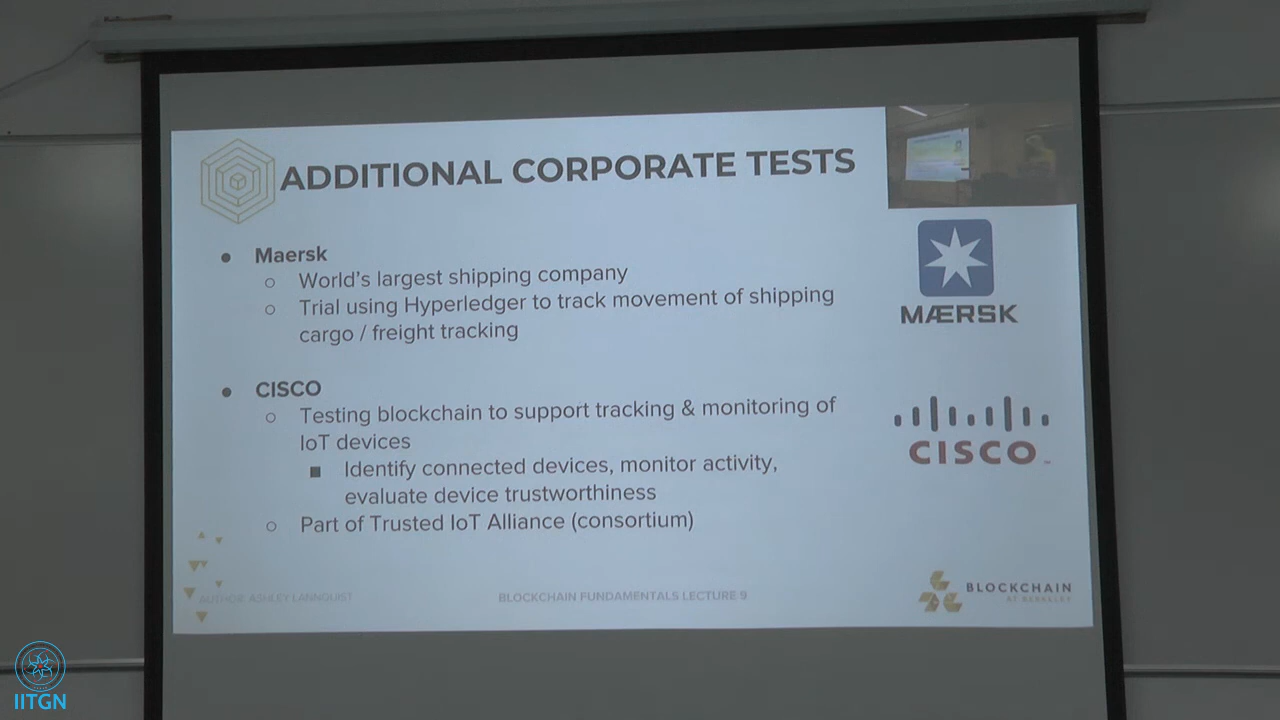 ADDITIONAL CORPORATE TESTS
● Maersk
○ World's largest shipping company
○ Trial using Hyperledger to track movement of shipping
cargo / freight tracking
● CISCO
○ Testing blockchain to support tracking & monitoring of
IoT devices
■ Identify connected devices, monitor activity,
evaluate device trustworthiness
○ Part of Trusted IoT Alliance (consortium)
MÆRSK
CISCO
AUTHOR: ASHLEY LANNQUIST
BLOCKCHAIN FUNDAMENTALS LECTURE 9
BLOCKCHAIN
AT BERKELEY
IITGN